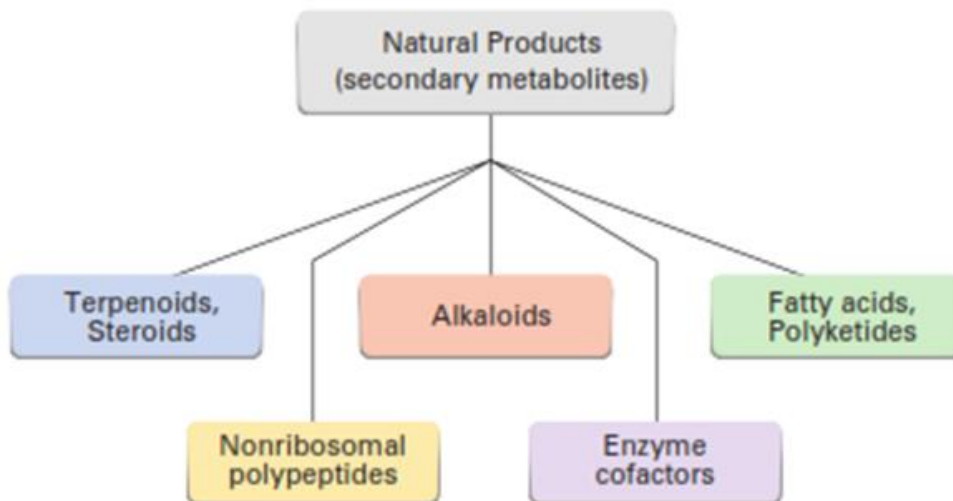 Natural Products
(secondary metabolites)
Terpenoids,
Steroids
Alkaloids
Fatty acids,
Polyketides
Nonribosomal
polypeptides
Enzyme
cofactors